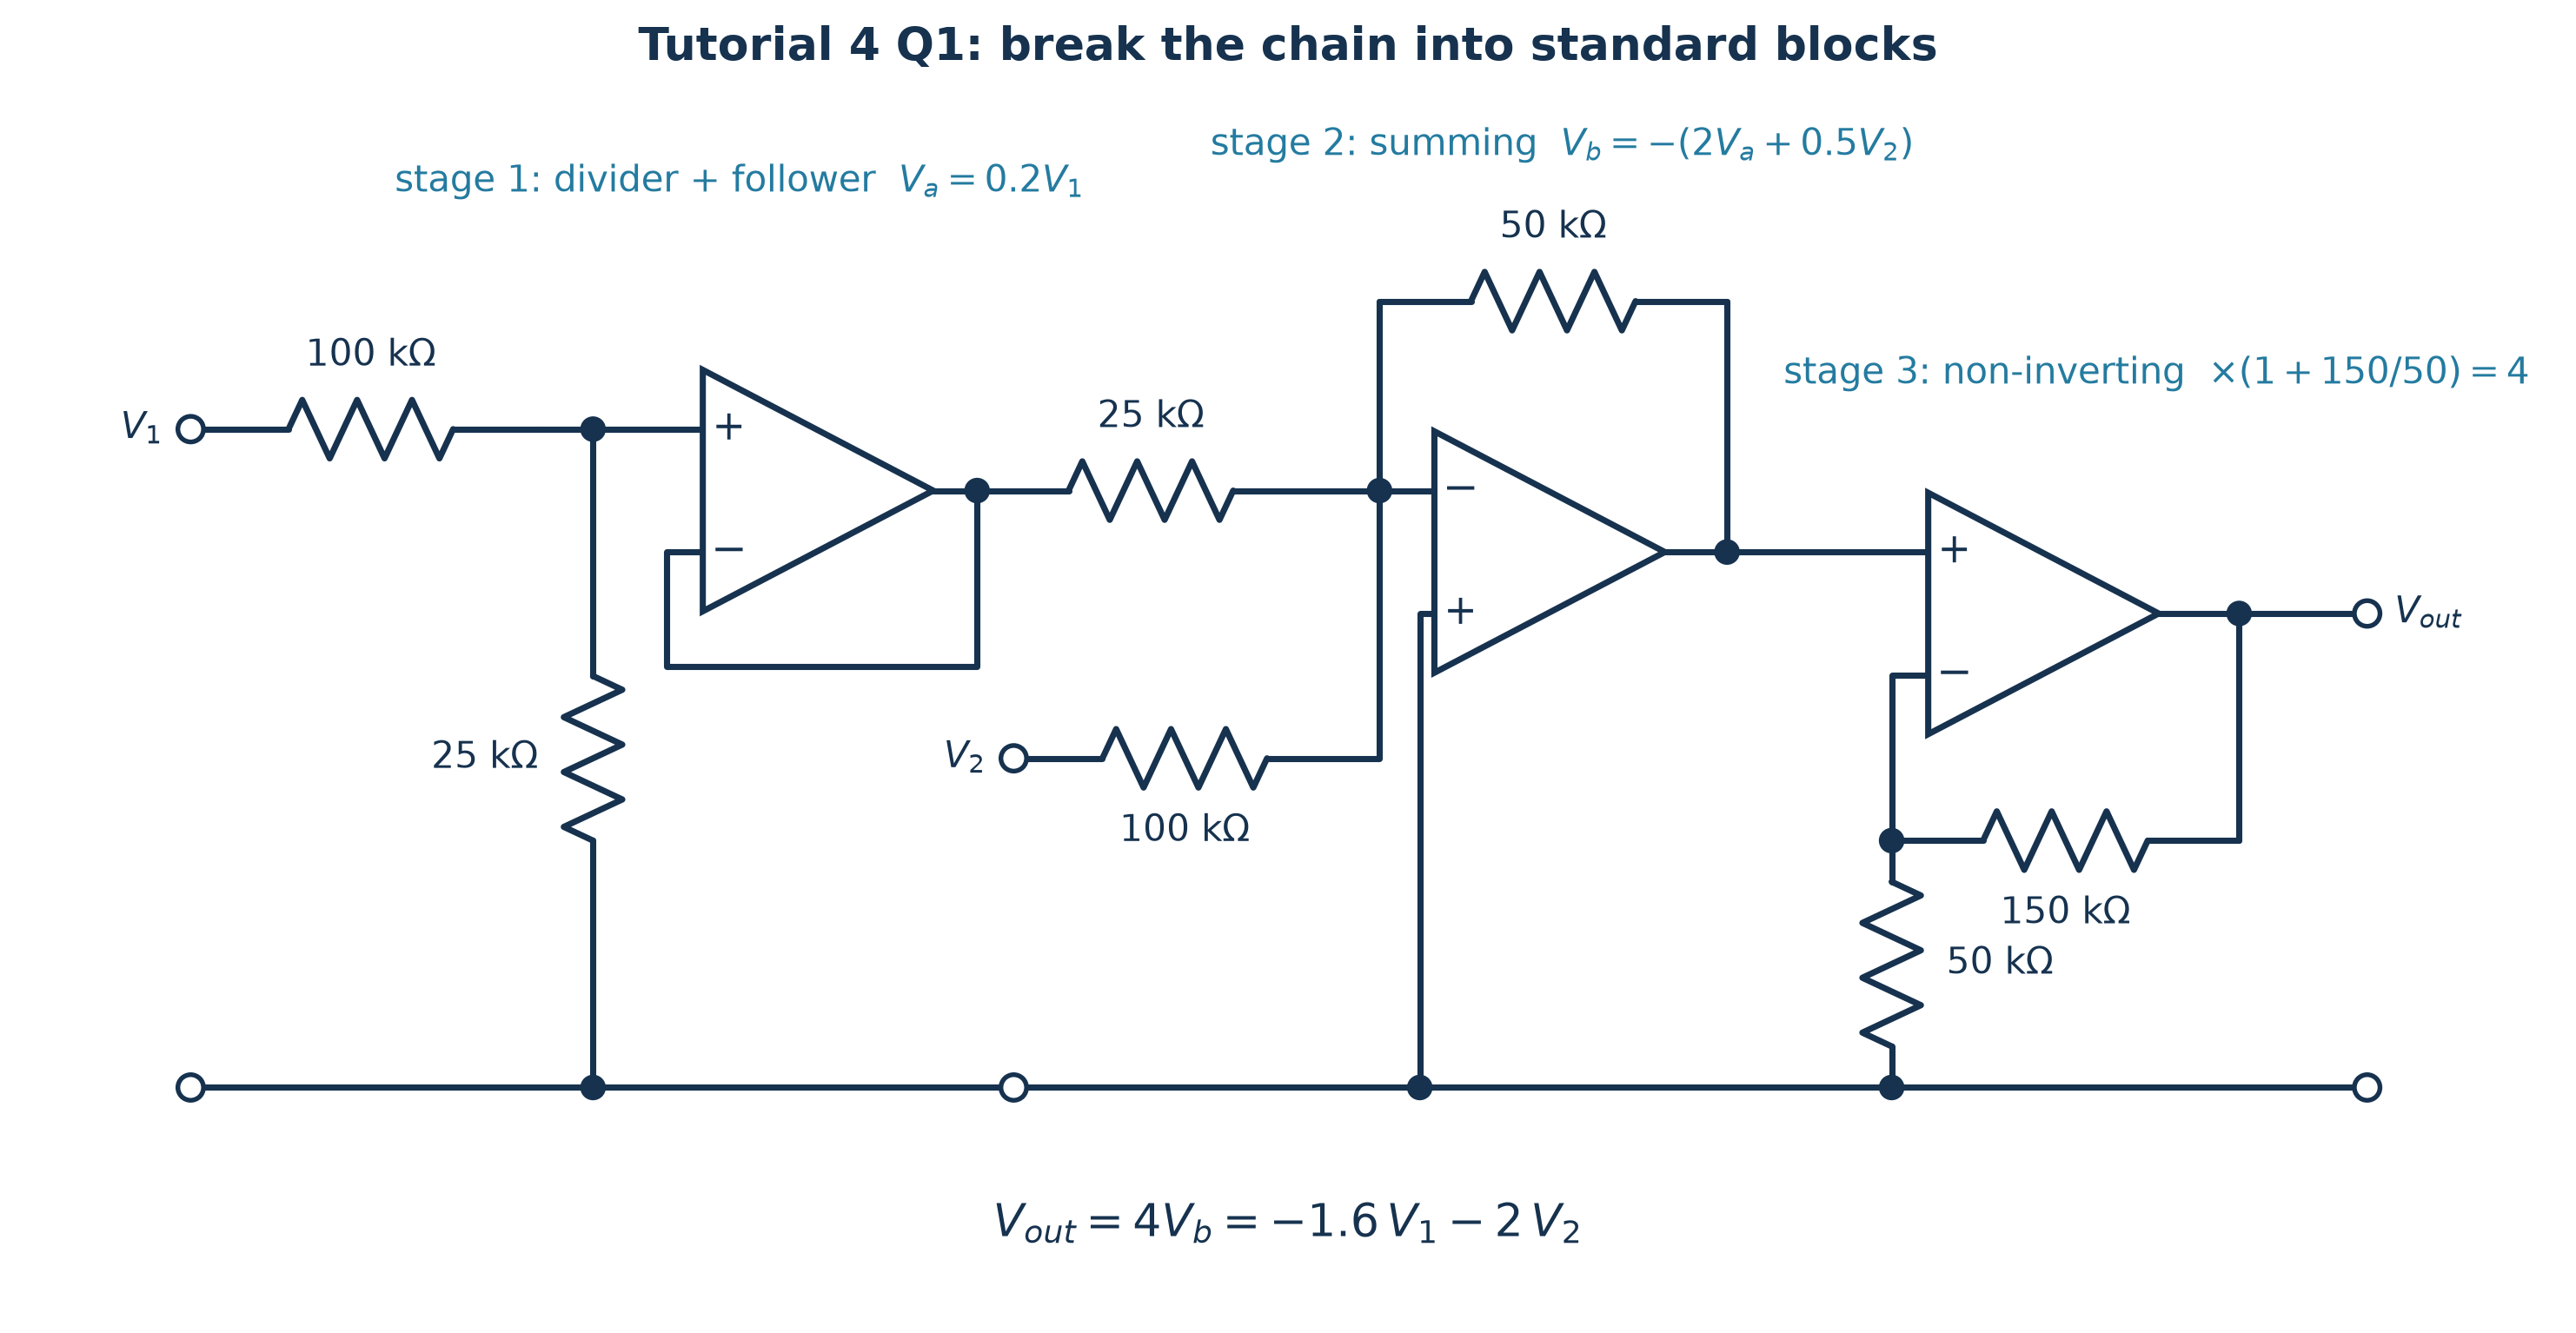 Tutorial 4 Q1: break the chain into standard blocks
stage 2: summing V_b = −(2V_a + 0.5V_2)
stage 1: divider + follower V_a = 0.2V_1
50 kΩ
100 kΩ
stage 3: non-inverting ×(1 + 150/50) = 4
25 kΩ
V_1
+
−
+
−
+
−
V_out
25 kΩ
V_2
100 kΩ
150 kΩ
50 kΩ
V_out = 4V_b = −1.6 V_1 − 2 V_2